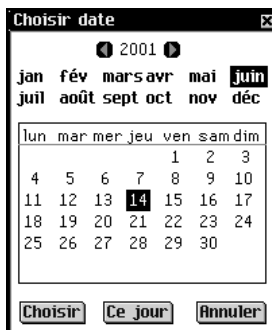 Choisir date
2001
jan fév mars avr mai juin
juil août sept oct nov déc
lun mar mer jeu ven sam dim
1 2 3
4 5 6 7 8 9 10
11 12 13 14 15 16 17
18 19 20 21 22 23 24
25 26 27 28 29 30
Choisir Ce jour Annuler